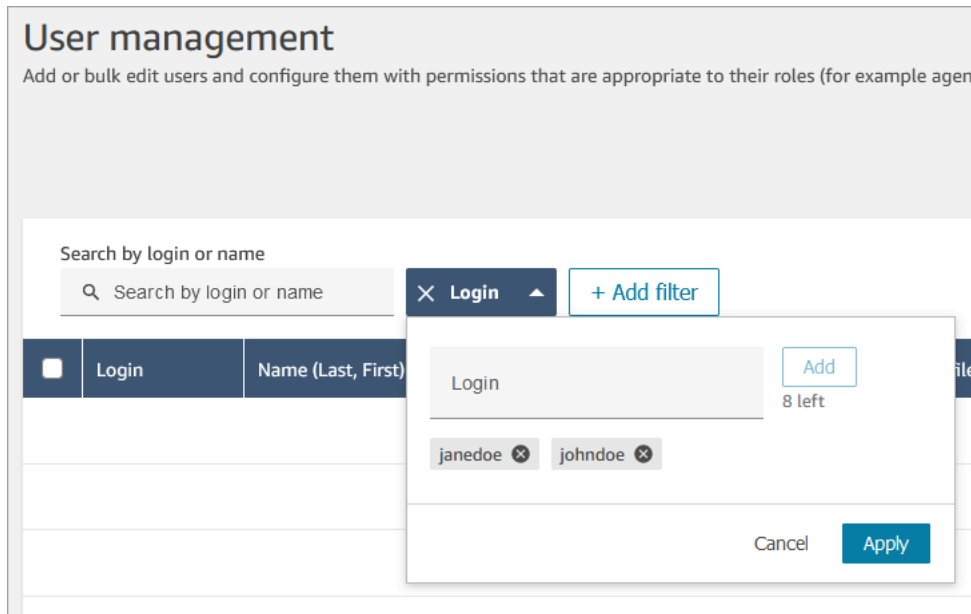 User management
Add or bulk edit users and configure them with permissions that are appropriate to their roles (for example
Search by login or name
Search by login or name
Login
+ Add filter
Login
Name (Last, First)
Login
Add
8 left
janedoe
johndoe
Cancel
Apply